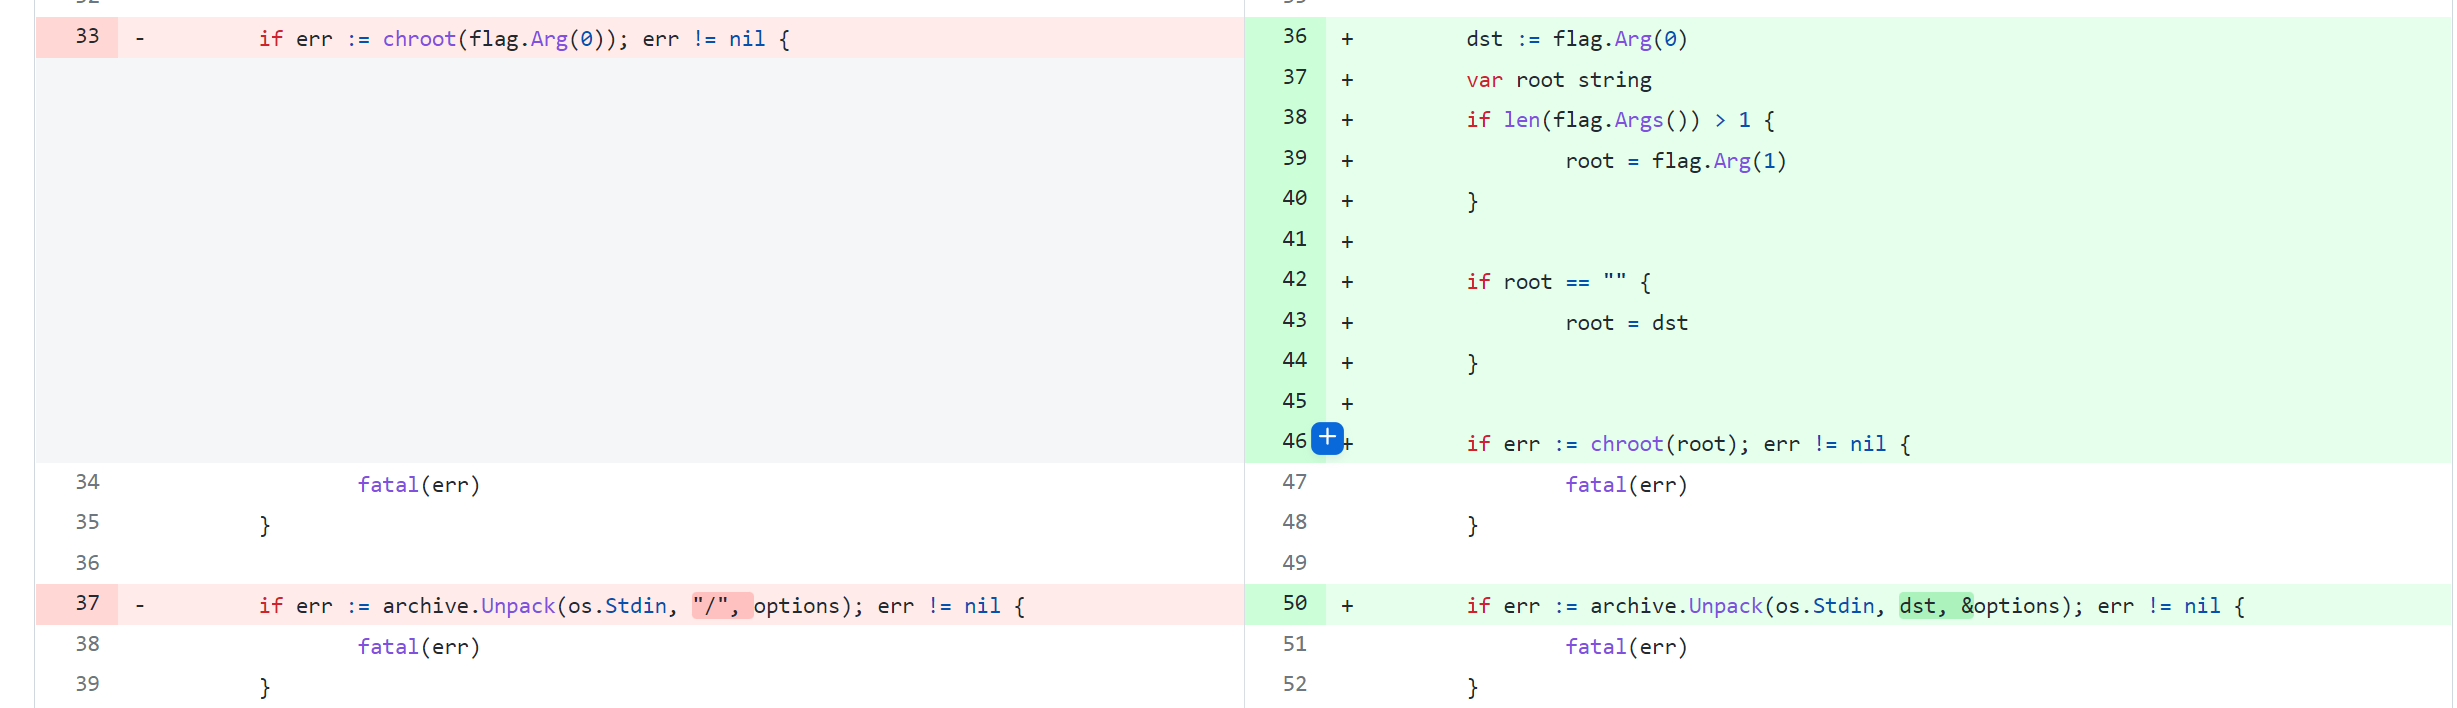 33 - if err := chroot(flag.Arg(0)); err != nil {
34 fatal(err)
35 }
36
37 - if err := archive.Unpack(os.Stdin, "/", options); err != nil {
38 fatal(err)
39 }
36 + dst := flag.Arg(0)
37 + var root string
38 + if len(flag.Args()) > 1 {
39 + root = flag.Arg(1)
40 + }
41 +
42 + if root == "" {
43 + root = dst
44 + }
45 +
46 + if err := chroot(root); err != nil {
47 fatal(err)
48 }
49
50 + if err := archive.Unpack(os.Stdin, dst, &options); err != nil {
51 fatal(err)
52 }